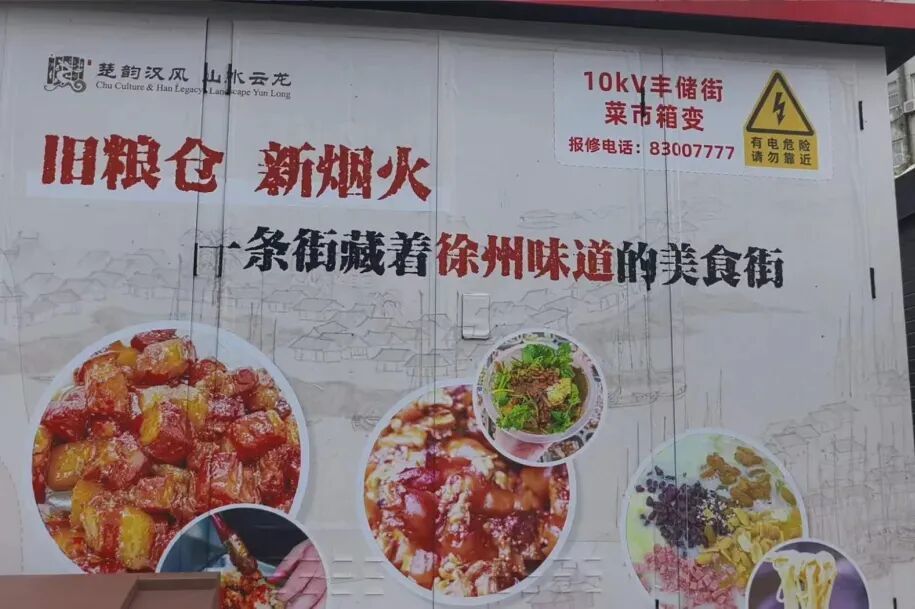 楚韵汉风 山水云龙
Chu Culture & Han Legacy Landscape Yun Long
10kV丰储街
菜市箱变
报修电话：83007777
有电危险
请勿靠近
旧粮仓 新烟火
一条街藏着徐州味道的美食街